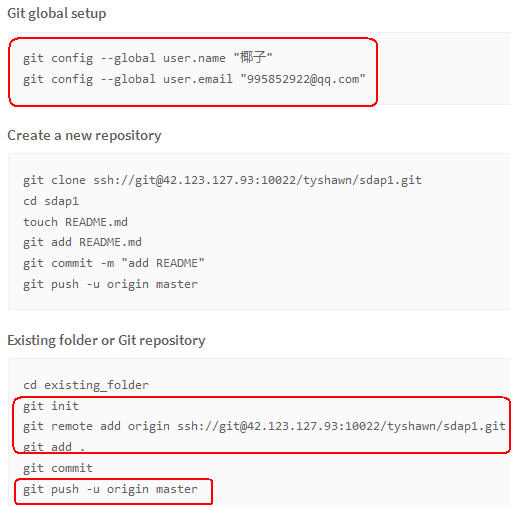 Git global setup
git config --global user.name "椰子"
git config --global user.email "995852922@qq.com"
Create a new repository
git clone ssh://git@42.123.127.93:10022/tyshawn/sdap1.git
cd sdap1
touch README.md
git add README.md
git commit -m "add README"
git push -u origin master
Existing folder or Git repository
cd existing_folder
git init
git remote add origin ssh://git@42.123.127.93:10022/tyshawn/sdap1.git
git add .
git commit
git push -u origin master